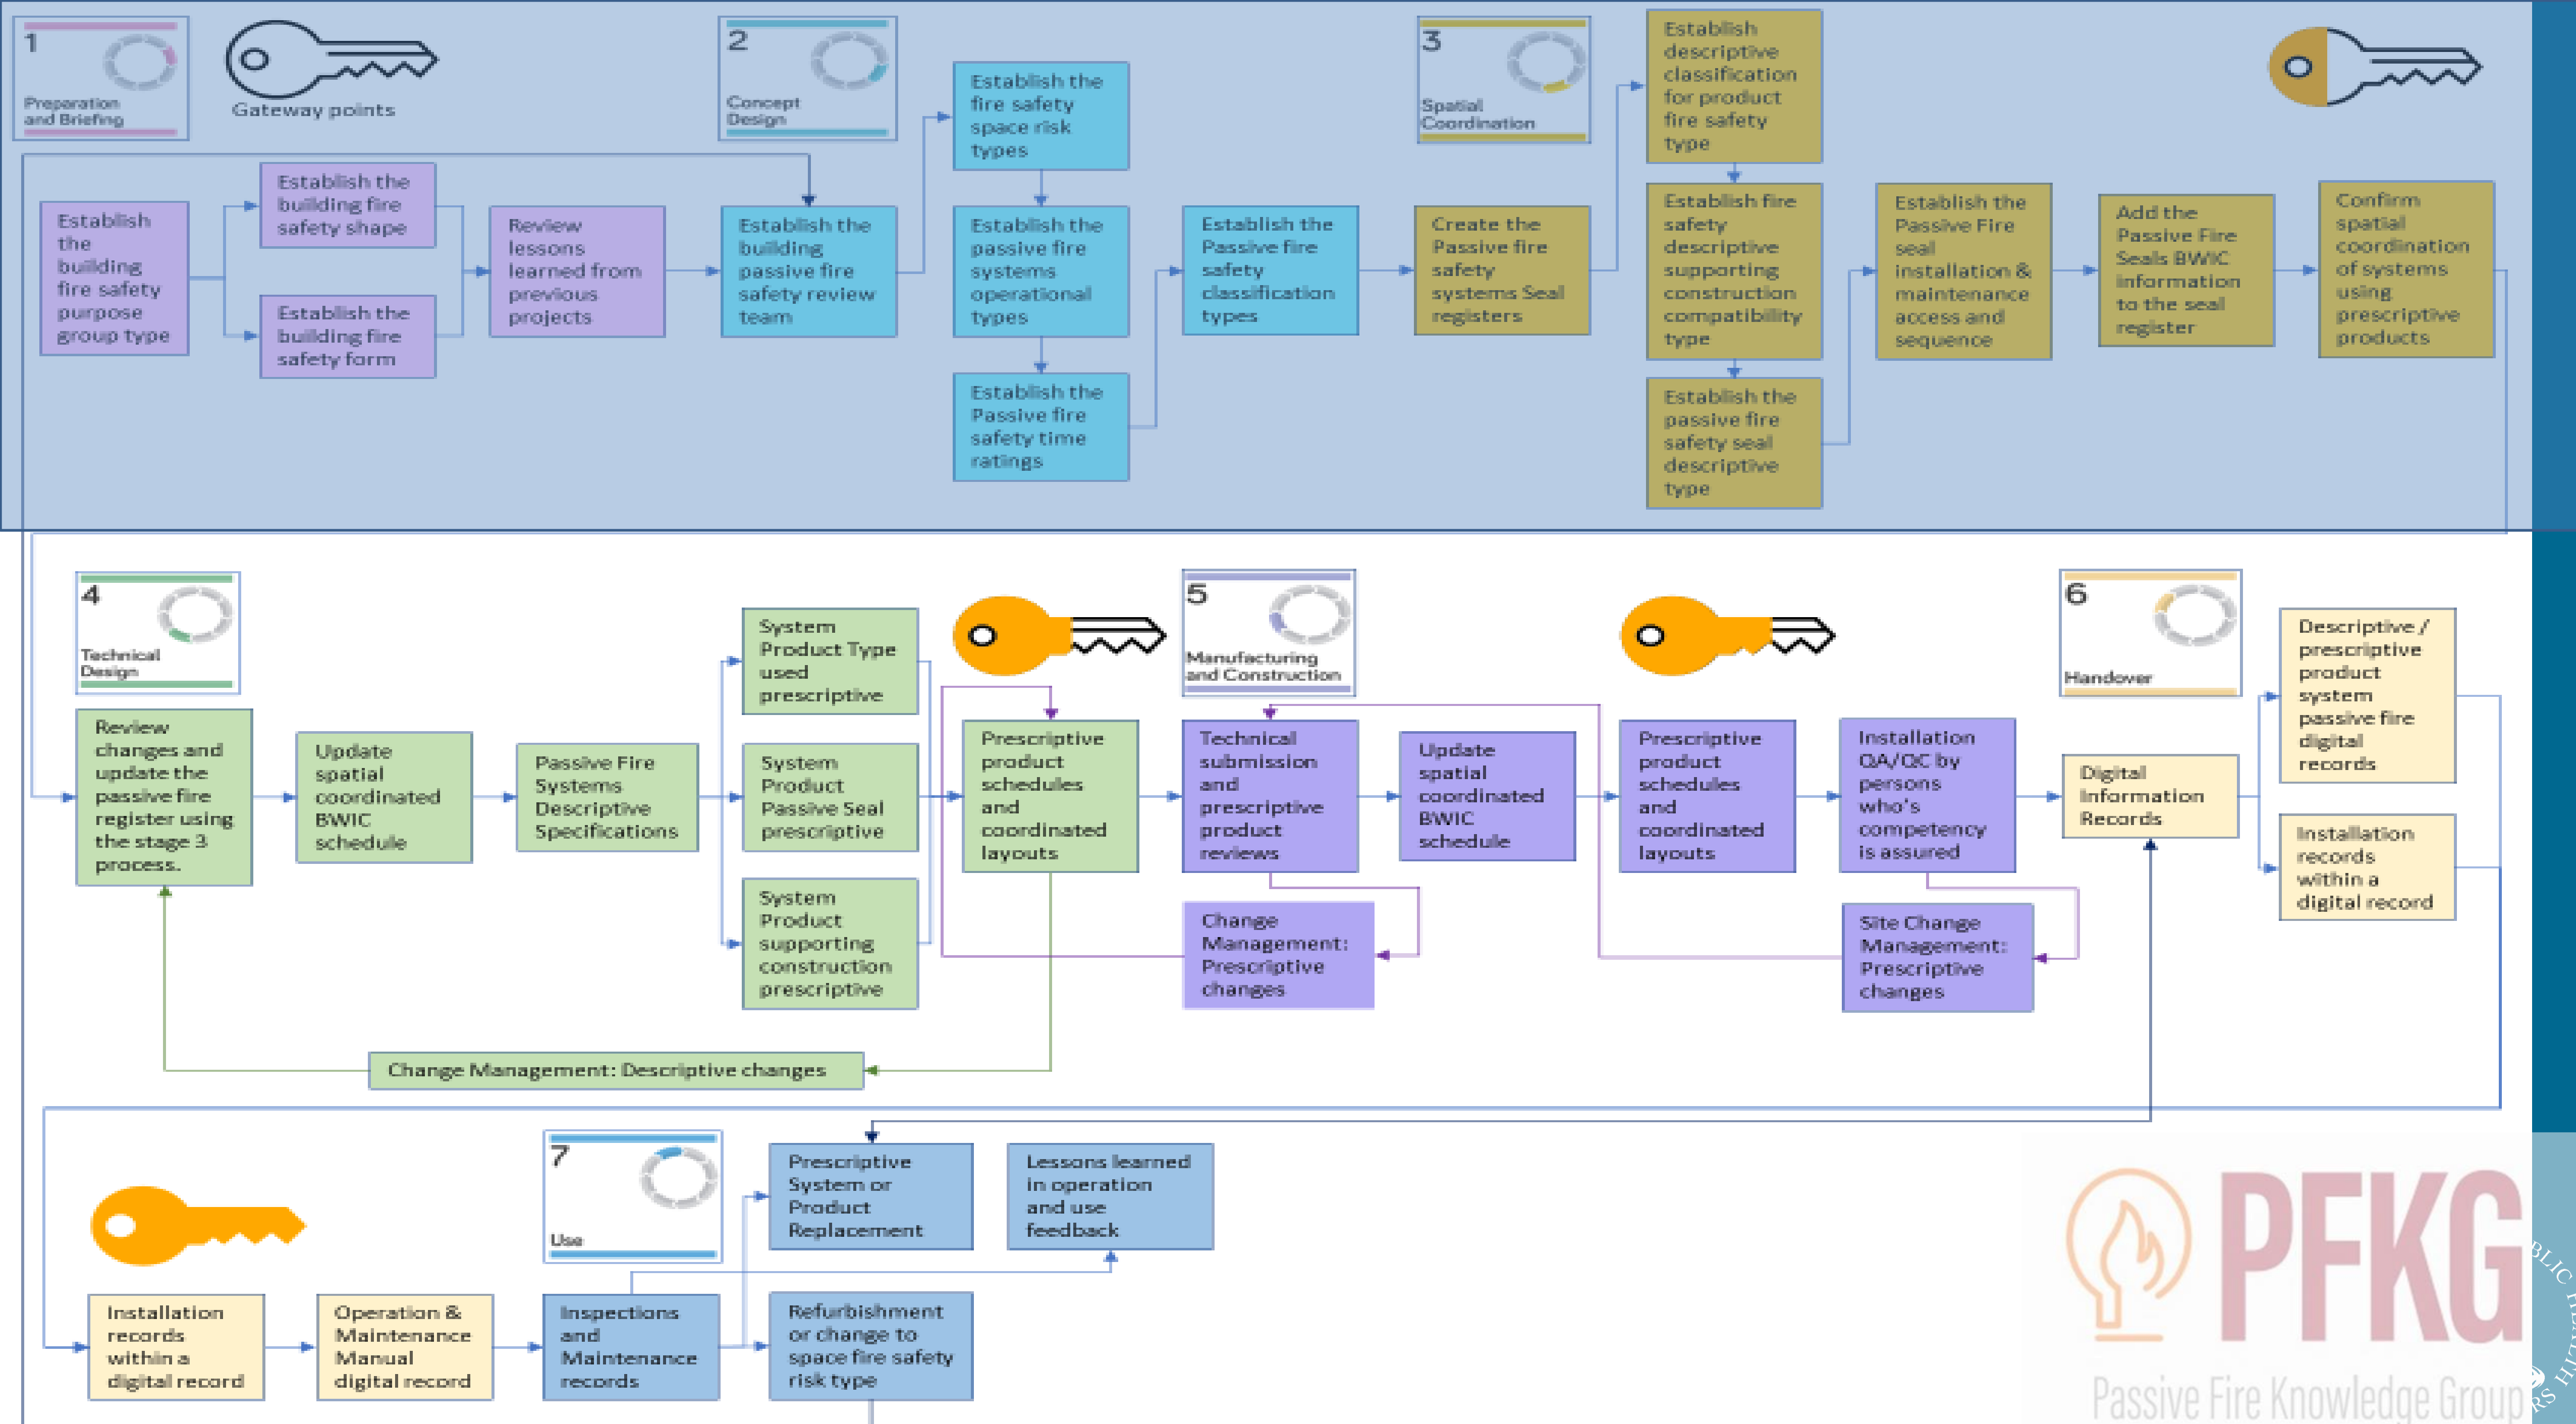 1
Preparation
and Briefing
Gateway points
2
Concept
Design
3
Spatial
Coordination
Establish
the
building
fire safety
purpose
group type
Establish the
building fire
safety shape
Establish the
building fire
safety form
Review
lessons
learned from
previous
projects
Establish the
building
passive fire
safety review
team
Establish the
fire safety
space risk
types
Establish the
passive fire
systems
operational
types
Establish the
Passive fire
safety time
ratings
Establish the
Passive fire
safety
classification
types
Create the
Passive fire
safety
systems Seal
registers
Establish
descriptive
classification
for product
fire safety
type
Establish fire
safety
descriptive
supporting
construction
compatibility
type
Establish the
passive fire
safety seal
descriptive
type
Establish the
Passive Fire
seal
installation &
maintenance
access and
sequence
Add the
Passive Fire
Seals BWIC
information
to the seal
register
Confirm
spatial
coordination
of systems
using
prescriptive
products
4
Technical
Design
Review
changes and
update the
passive fire
register using
the stage 3
process.
Update
spatial
coordinated
BWIC
schedule
Passive Fire
Systems
Descriptive
Specifications
System
Product Type
used
prescriptive
System
Product
Passive Seal
prescriptive
System
Product
supporting
construction
prescriptive
Prescriptive
product
schedules
and
coordinated
layouts
Change Management: Descriptive changes
5
Manufacturing
and Construction
Technical
submission
and
prescriptive
product
reviews
Change
Management:
Prescriptive
changes
Update
spatial
coordinated
BWIC
schedule
Prescriptive
product
schedules
and
coordinated
layouts
Installation
QA/QC by
persons
who's
competency
is assured
Site Change
Management:
Prescriptive
changes
6
Handover
Digital
Information
Records
Descriptive /
prescriptive
product
system
passive fire
digital
records
Installation
records
within a
digital record
Installation
records
within a
digital record
Operation &
Maintenance
Manual
digital record
7
Use
Inspections
and
Maintenance
records
Prescriptive
System or
Product
Replacement
Refurbishment
or change to
space fire safety
risk type
Lessons learned
in operation
and use
feedback
PFKG
Passive Fire Knowledge Group